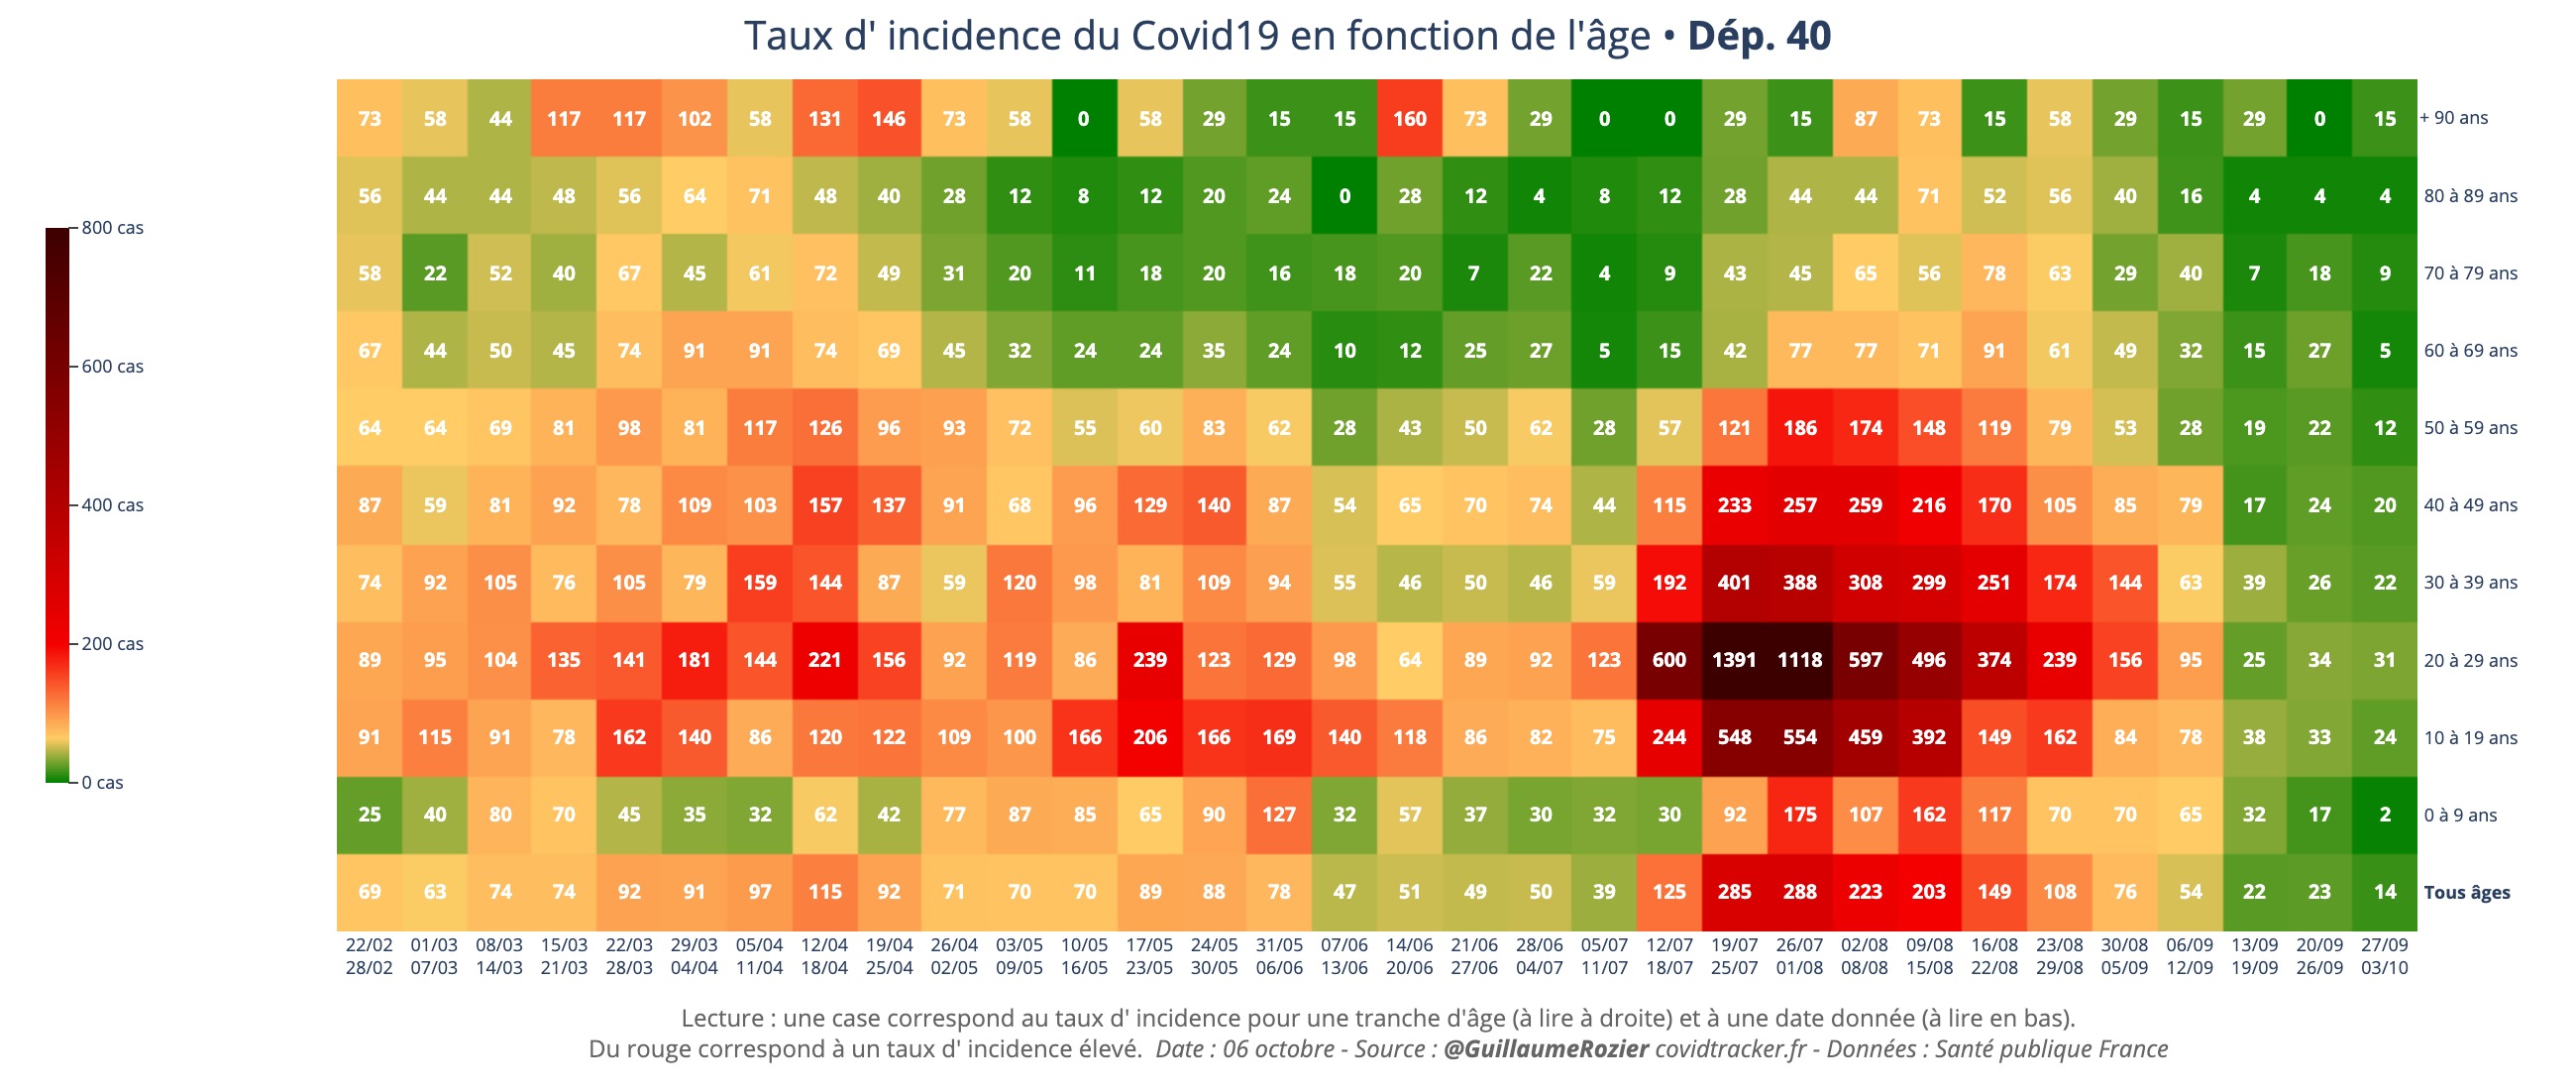 Taux d' incidence du Covid19 en fonction de l'âge • Dép. 40
800 cas
600 cas
400 cas
200 cas
0 cas
73 58 44 117 117 102 58 131 146 73 58 0 58 29 15 15 160 73 29 0 0 29 15 87 73 15 58 29 15 29 0 15 + 90 ans
56 44 44 48 56 64 71 48 40 28 12 8 12 20 24 0 28 12 4 8 12 28 44 44 71 52 56 40 16 4 4 4 80 à 89 ans
58 22 52 40 67 45 61 72 49 31 20 11 18 20 16 18 20 7 22 4 9 43 45 65 56 78 63 29 40 7 18 9 70 à 79 ans
67 44 50 45 74 91 91 74 69 45 32 24 24 35 24 10 12 25 27 5 15 42 77 77 71 91 61 49 32 15 27 5 60 à 69 ans
64 64 69 81 98 81 117 126 96 93 72 55 60 83 62 28 43 50 62 28 57 121 186 174 148 119 79 53 28 19 22 12 50 à 59 ans
87 59 81 92 78 109 103 157 137 91 68 96 129 140 87 54 65 70 74 44 115 233 257 259 216 170 105 85 79 17 24 20 40 à 49 ans
74 92 105 76 105 79 159 144 87 59 120 98 81 109 94 55 46 50 46 59 192 401 388 308 299 251 174 144 63 39 26 22 30 à 39 ans
89 95 104 135 141 181 144 221 156 92 119 86 239 123 129 98 64 89 92 123 600 1391 1118 597 496 374 239 156 95 25 34 31 20 à 29 ans
91 115 91 78 162 140 86 120 122 109 100 166 206 166 169 140 118 86 82 75 244 548 554 459 392 149 162 84 78 38 33 24 10 à 19 ans
25 40 80 70 45 35 32 62 42 77 87 85 65 90 127 32 57 37 30 32 30 92 175 107 162 117 70 70 65 32 17 2 0 à 9 ans
69 63 74 74 92 91 97 115 92 71 70 70 89 88 78 47 51 49 50 39 125 285 288 223 203 149 108 76 54 22 23 14 Tous âges
22/02 01/03 08/03 15/03 22/03 29/03 05/04 12/04 19/04 26/04 03/05 10/05 17/05 24/05 31/05 07/06 14/06 21/06 28/06 05/07 12/07 19/07 26/07 02/08 09/08 16/08 23/08 30/08 06/09 13/09 20/09 27/09
28/02 07/03 14/03 21/03 28/03 04/04 11/04 18/04 25/04 02/05 09/05 16/05 23/05 30/05 06/06 13/06 20/06 27/06 04/07 11/07 18/07 25/07 01/08 08/08 15/08 22/08 29/08 05/09 12/09 19/09 26/09 03/10
Lecture : une case correspond au taux d' incidence pour une tranche d'âge (à lire à droite) et à une date donnée (à lire en bas).
Du rouge correspond à un taux d' incidence élevé. Date : 06 octobre - Source : @GuillaumeRozier covidtracker.fr - Données : Santé publique France